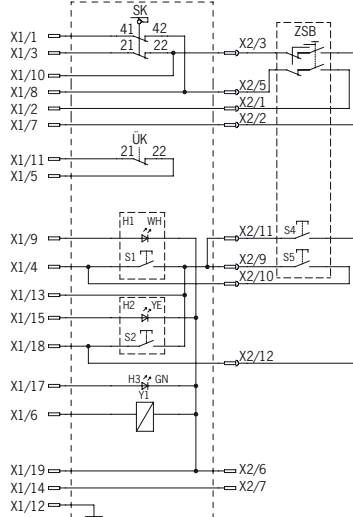 SK
X1/1 41 42
X1/3 21 22 X2/3 ZSB
X1/10
X1/8 X2/5
X1/2 X2/1
X1/7 X2/2
ÜK
X1/11 21 22
X1/5
H1 WH
X1/9 X2/11 S4
S1
X1/4 X2/9 S5
X2/10
X1/13
H2 YE
X1/15
S2
X1/18
X2/12
X1/17 H3 GN
Y1
X1/6
X1/19 X2/6
X1/14 X2/7
X1/12